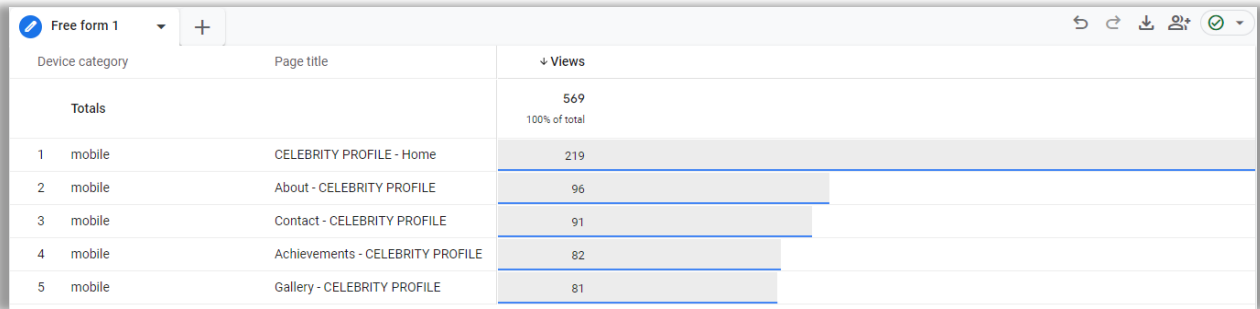 Free form 1
Device category Page title Views
Totals 569
100% of total
1 mobile CELEBRITY PROFILE - Home 219
2 mobile About - CELEBRITY PROFILE 96
3 mobile Contact - CELEBRITY PROFILE 91
4 mobile Achievements - CELEBRITY PROFILE 82
5 mobile Gallery - CELEBRITY PROFILE 81